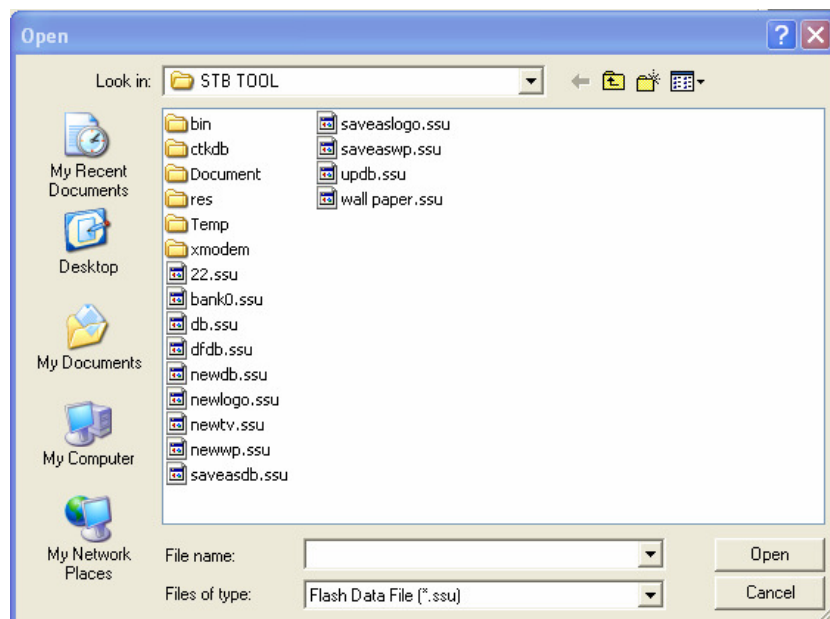 Open
Look in:
STB TOOL
My Recent
Documents
Desktop
My Documents
My Computer
My Network
Places
bin
ctkdb
Document
res
Temp
xmodem
22.ssu
bank0.ssu
db.ssu
dfdb.ssu
newdb.ssu
newlogo.ssu
newtv.ssu
newwp.ssu
saveasdb.ssu
saveaslogo.ssu
saveaswp.ssu
updb.ssu
wall paper.ssu
File name:
Open
Files of type:
Flash Data File (*.ssu)
Cancel